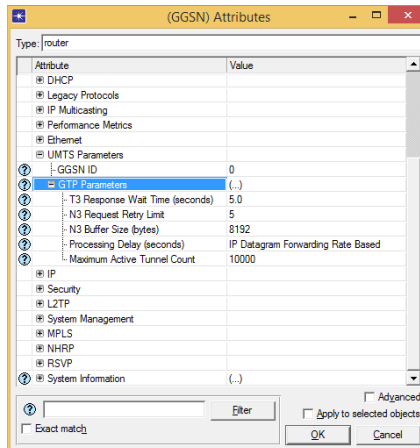 (GGSN) Attributes
Type: router
Attribute Value
DHCP
Legacy Protocols
IP Multicasting
Performance Metrics
Ethernet
UMTS Parameters
GGSN ID 0
GTP Parameters (...)
T3 Response Wait Time (seconds) 5.0
N3 Request Retry Limit 5
N3 Buffer Size (bytes) 8192
Processing Delay (seconds) IP Datagram Forwarding Rate Based
Maximum Active Tunnel Count 10000
IP
Security
L2TP
System Management
MPLS
NHRP
RSVP
System Information (...)
Advanced
Filter
Apply to selected objects
Exact match
OK Cancel